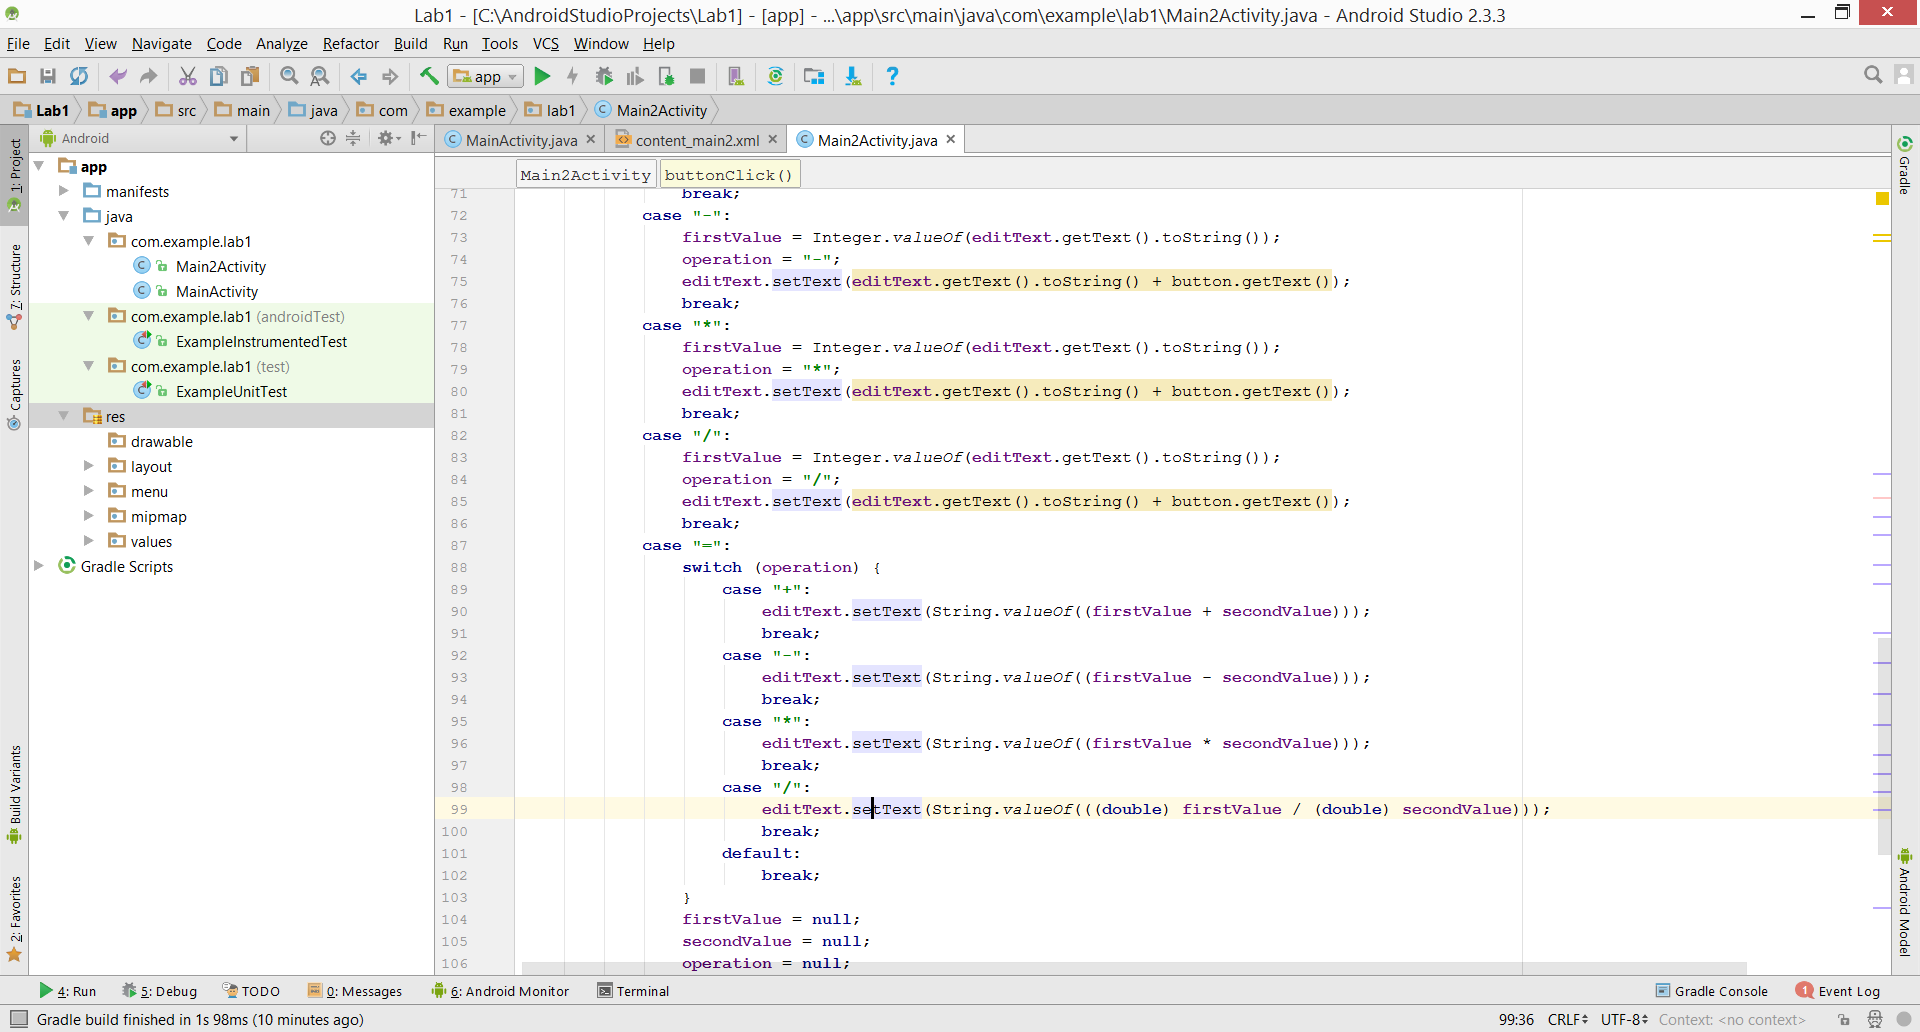 Lab1 - [C:\AndroidStudioProjects\Lab1] - [app] - ...\app\src\main\java\com\example\lab1\Main2Activity.java - Android Studio 2.3.3
File Edit View Navigate Code Analyze Refactor Build Run Tools VCS Window Help
app
Lab1 app src main java com example lab1 Main2Activity
1: Project
7: Structure
Captures
Build Variants
2: Favorites
Android
app
manifests
java
com.example.lab1
Main2Activity
MainActivity
com.example.lab1 (androidTest)
ExampleInstrumentedTest
com.example.lab1 (test)
ExampleUnitTest
res
drawable
layout
menu
mipmap
values
Gradle Scripts
MainActivity.java content_main2.xml Main2Activity.java
Main2Activity buttonClick()
71 break;
72 case "-":
73 firstValue = Integer.valueOf(editText.getText().toString());
74 operation = "-";
75 editText.setText(editText.getText().toString() + button.getText());
76 break;
77 case "*":
78 firstValue = Integer.valueOf(editText.getText().toString());
79 operation = "*";
80 editText.setText(editText.getText().toString() + button.getText());
81 break;
82 case "/":
83 firstValue = Integer.valueOf(editText.getText().toString());
84 operation = "/";
85 editText.setText(editText.getText().toString() + button.getText());
86 break;
87 case "=":
88 switch (operation) {
89 case "+":
90 editText.setText(String.valueOf((firstValue + secondValue)));
91 break;
92 case "-":
93 editText.setText(String.valueOf((firstValue - secondValue)));
94 break;
95 case "*":
96 editText.setText(String.valueOf((firstValue * secondValue)));
97 break;
98 case "/":
99 editText.setText(String.valueOf(((double) firstValue / (double) secondValue)));
100 break;
101 default:
102 break;
103 }
104 firstValue = null;
105 secondValue = null;
106 operation = null;
Gradle
Android Model
4: Run 5: Debug TODO 0: Messages 6: Android Monitor Terminal Gradle Console 1 Event Log
Gradle build finished in 1s 98ms (10 minutes ago) 99:36 CRLF UTF-8 Context: <no context>